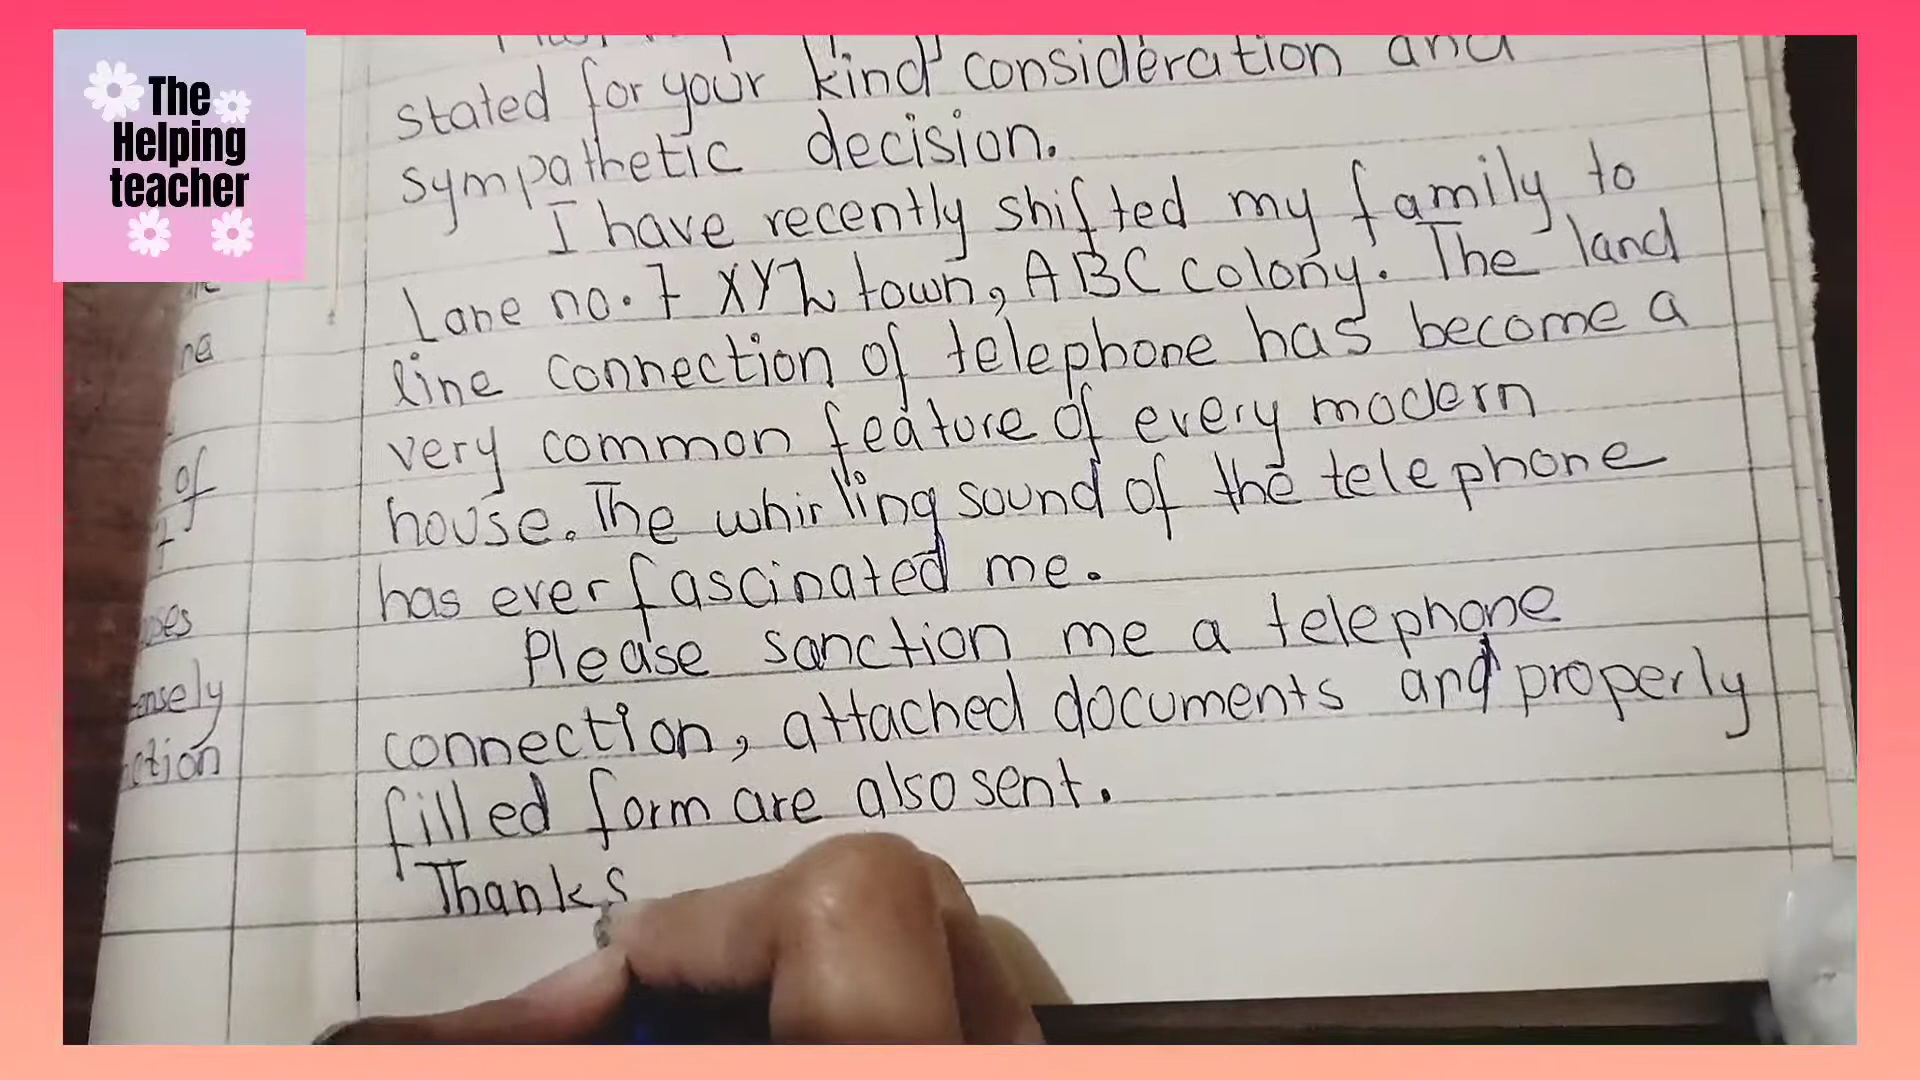 The
Helping
teacher
stated for your kind consideration and
sympathetic decision.
I have recently shifted my family to
Lane no. 7 XYZ town, ABC colony. The land
line connection of telephone has become a
very common feature of every modern
house. The whirling sound of the telephone
has ever fascinated me.
Please sanction me a telephone
connection, attached documents and properly
filled form are also sent.
Thanks
of
nsely
ction